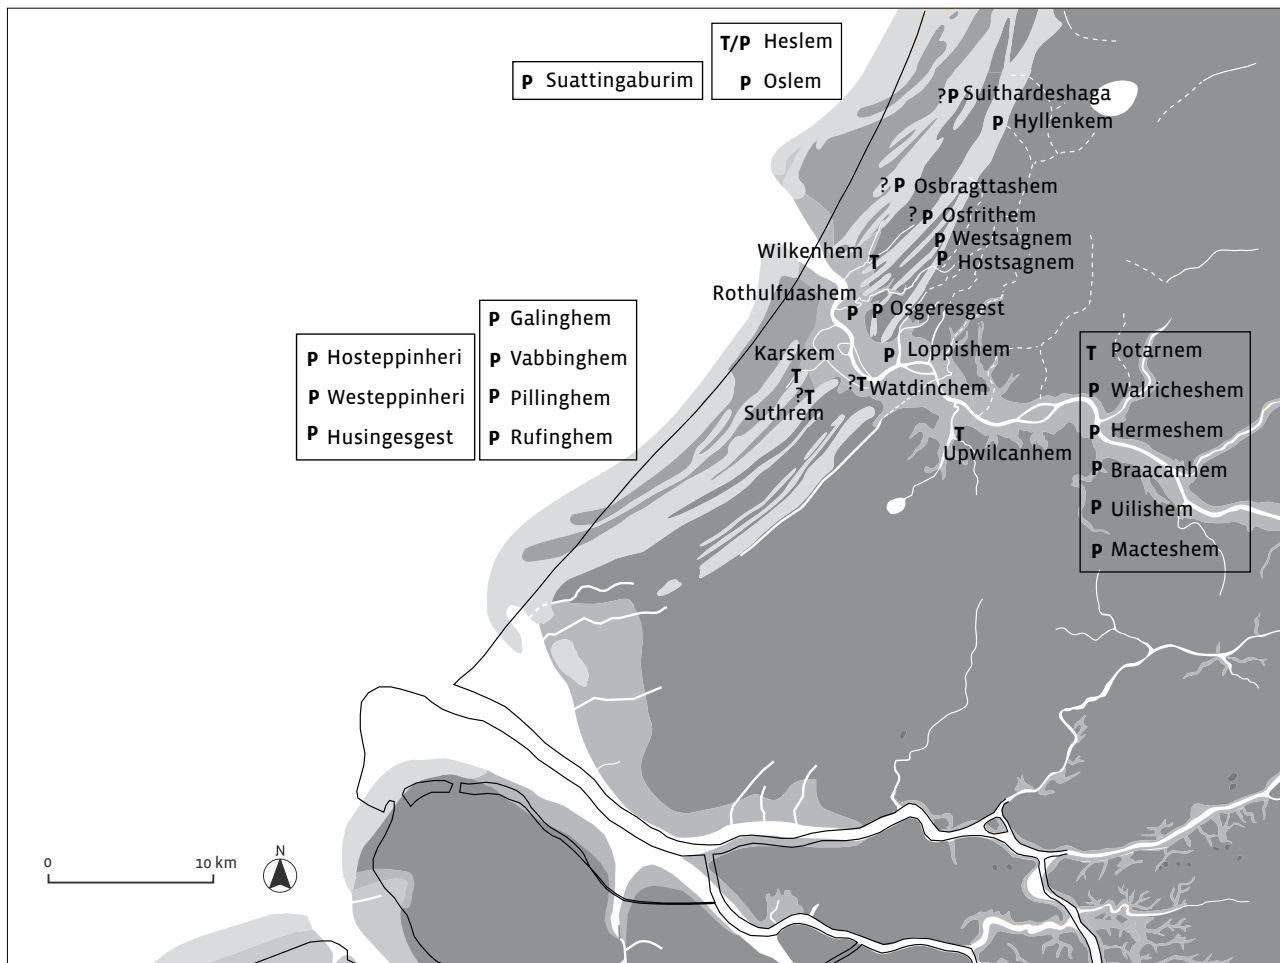 T/P Heslem
P Oslem
P Suattingaburim
?P Suithardeshaga
P Hyllenkem
? P Osbragttashem
? P Osfrithem
P Westsagnem
P Hostsagnem
Wilkenhem
T
Rothulfuashem
P
P Osgeresgest
P Loppishem
Karskem
T
?T
Suthrem
?T Watdinchem
T
Upwilcanhem
P Galinghem
P Vabbinghem
P Pillinghem
P Rufinghem
P Hosteppinheri
P Westeppinheri
P Husingesgest
T Potarnem
P Walricheshem
P Hermeshem
P Braacanhem
P Uilishem
P Macteshem
0 10 km
N